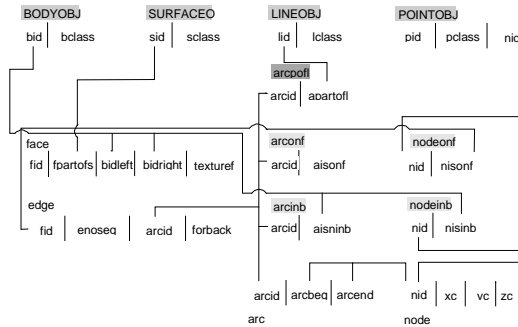 BODYOBJ SURFACEO LINEOBJ POINTOBJ
bid bclass sid sclass lid lclass pid pclass nid
arcpofl
arcid apartofl
face arconf nodeonf
fid fpartofs bidleft bidright texturef arcid aisonf nid nisonf
edge arcinb nodeinb
fid enoseq arcid forback arcid aisninb nid nisinb
arcid arcbeg arcend nid xc vc zc
arc node